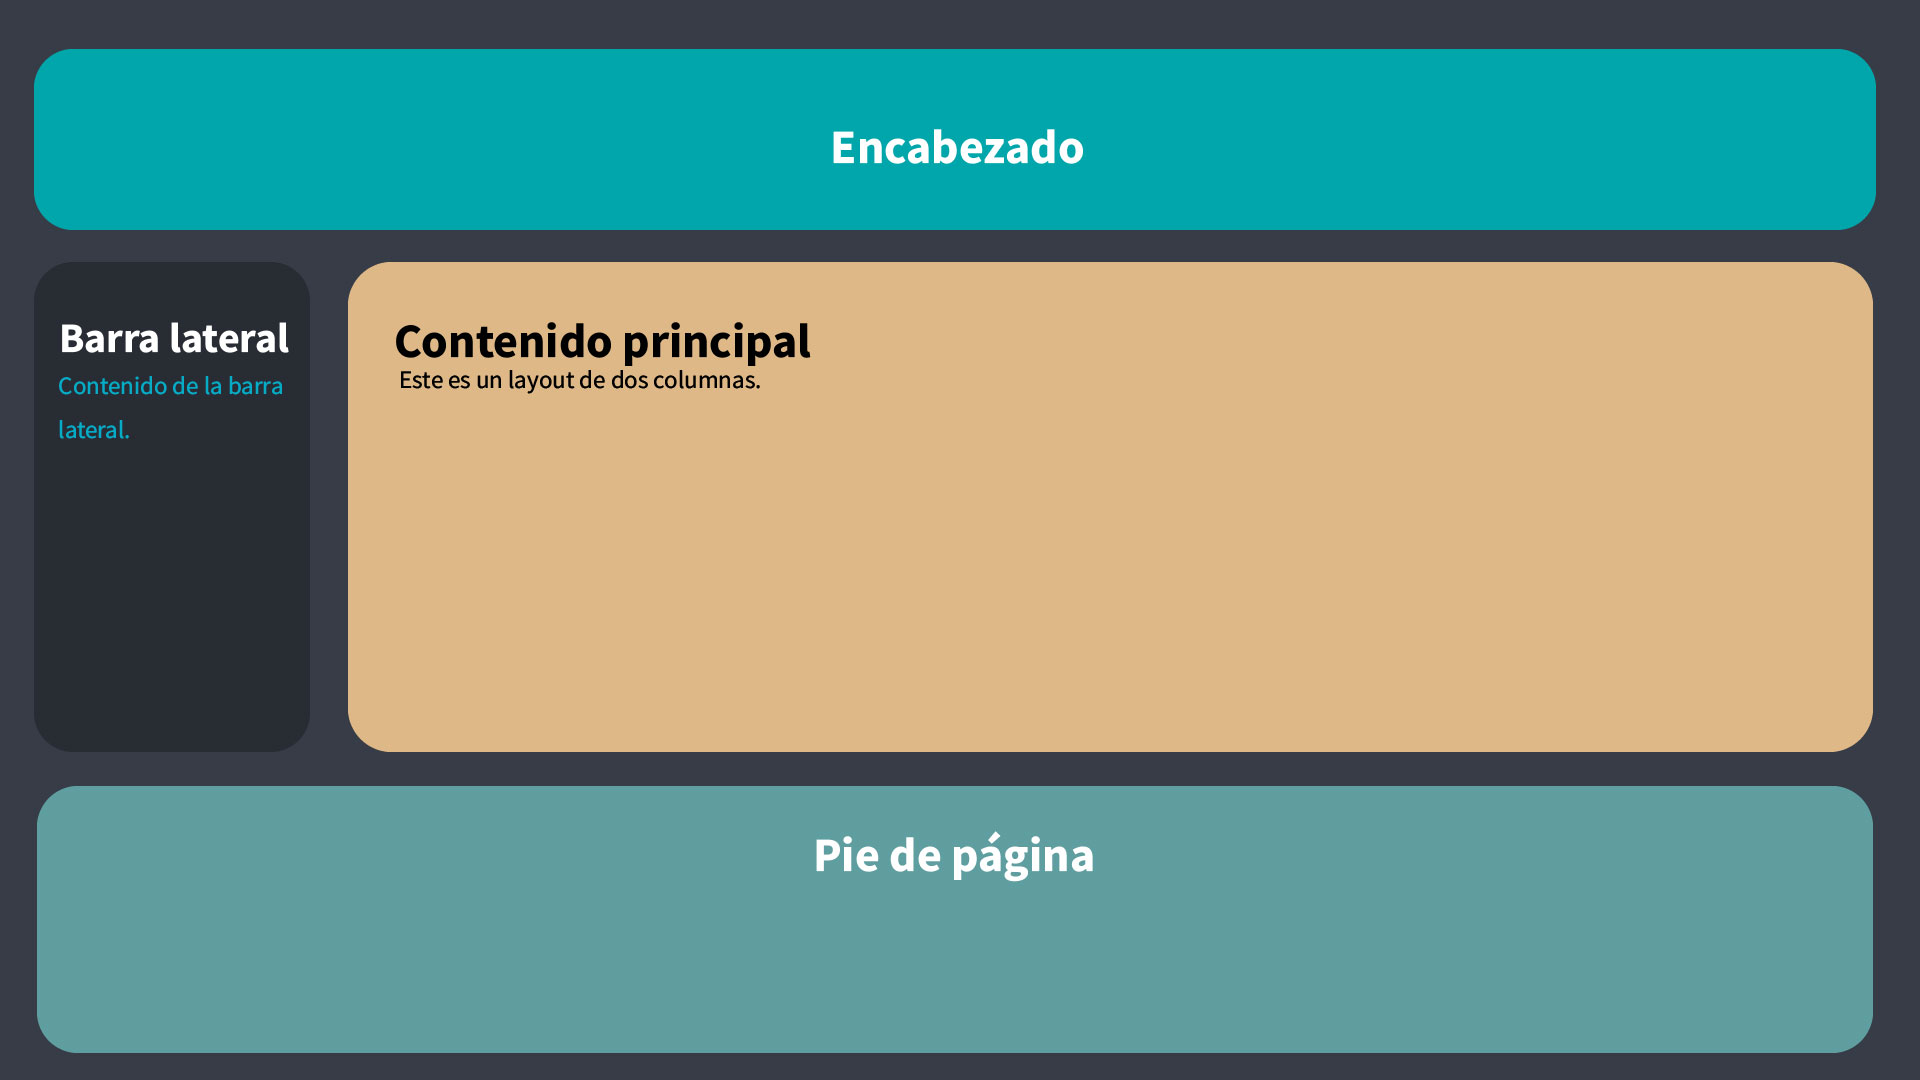 Encabezado
Barra lateral
Contenido de la barra
lateral.
Contenido principal
Este es un layout de dos columnas.
Pie de página